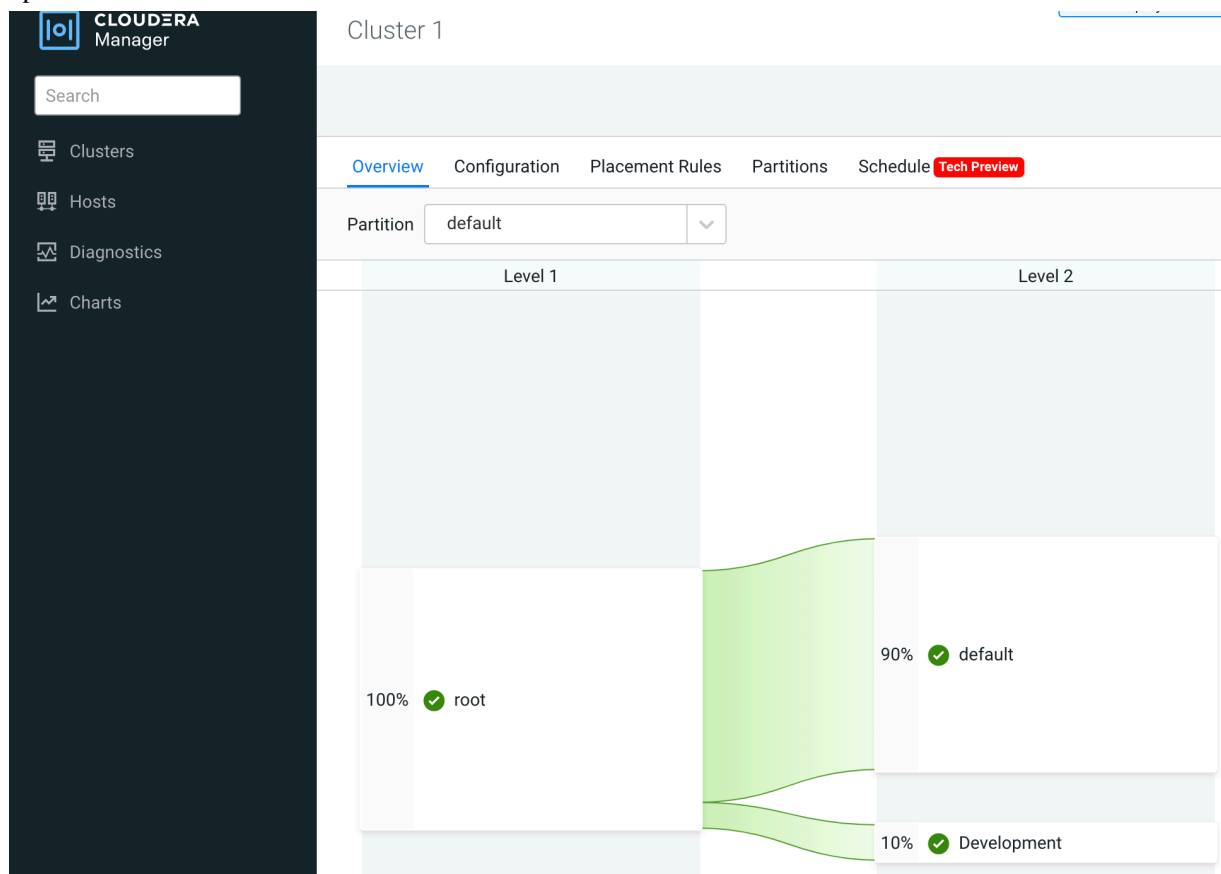 CLOUDERA
Manager
Cluster 1
Search
Clusters
Hosts
Diagnostics
Charts
Overview Configuration Placement Rules Partitions Schedule Tech Preview
Partition default
Level 1 Level 2
90% default
100% root
10% Development